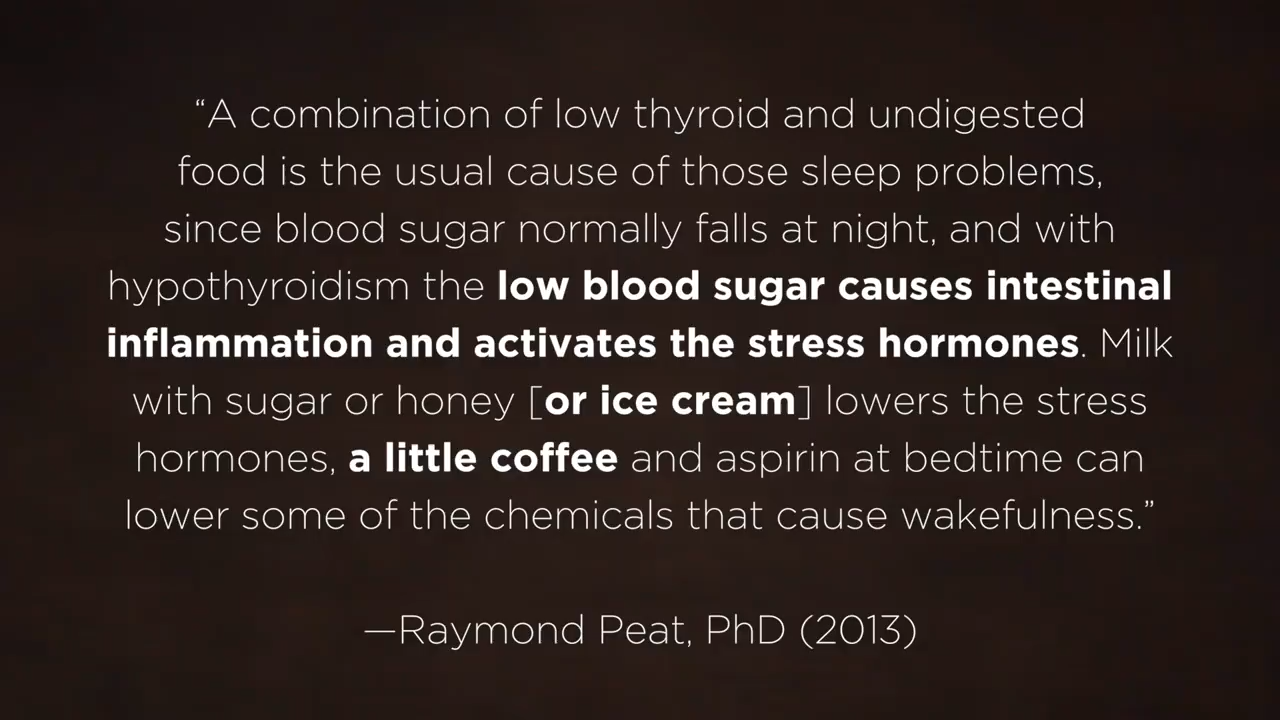 “A combination of low thyroid and undigested
food is the usual cause of those sleep problems,
since blood sugar normally falls at night, and with
hypothyroidism the low blood sugar causes intestinal
inflammation and activates the stress hormones. Milk
with sugar or honey [or ice cream] lowers the stress
hormones, a little coffee and aspirin at bedtime can
lower some of the chemicals that cause wakefulness.”
—Raymond Peat, PhD (2013)